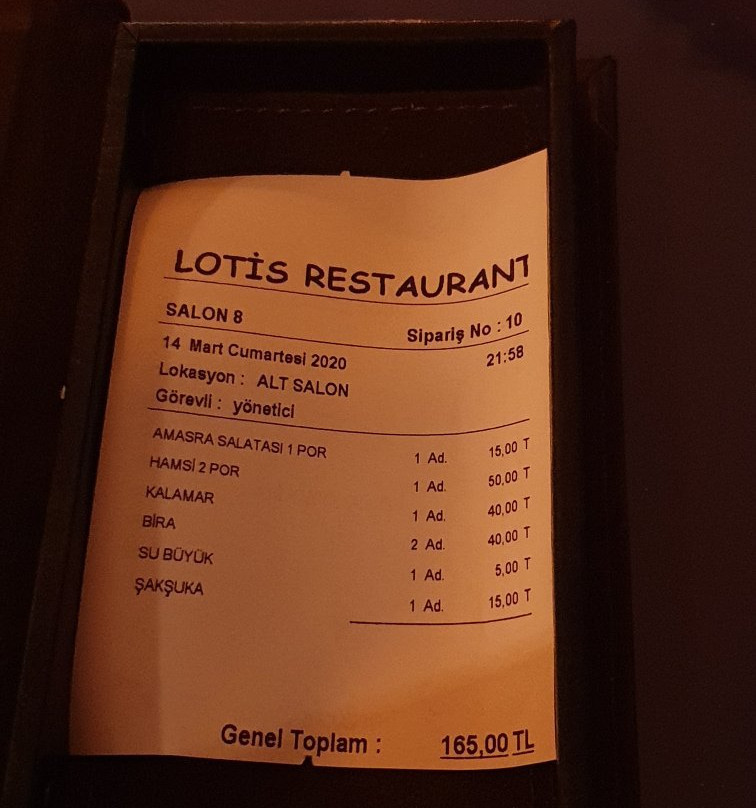 LOTİS RESTAURANT
SALON 8 Sipariş No : 10
14 Mart Cumartesi 2020 21:58
Lokasyon : ALT SALON
Görevli : yönetici
AMASRA SALATASI 1 POR 1 Ad. 15,00 T
HAMSİ 2 POR 1 Ad. 50,00 T
KALAMAR 1 Ad. 40,00 T
BİRA 2 Ad. 40,00 T
SU BÜYÜK 1 Ad. 5,00 T
ŞAKŞUKA 1 Ad. 15,00 T
Genel Toplam : 165,00 TL